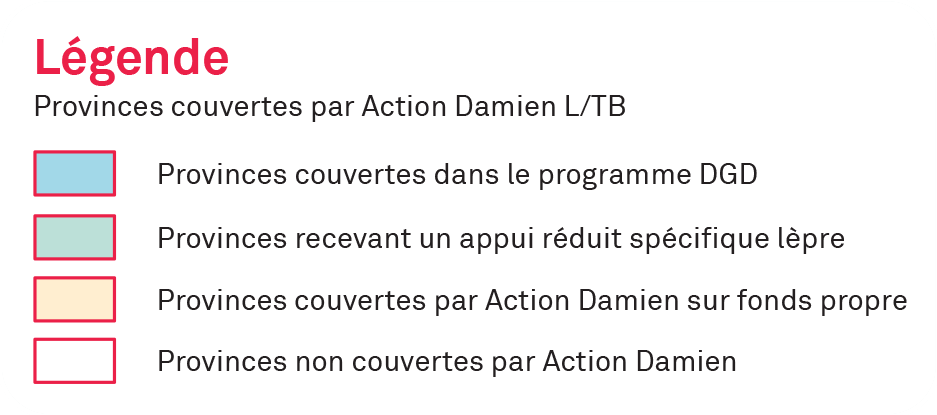 Légende
Provinces couvertes par Action Damien L/TB
Provinces couvertes dans le programme DGD
Provinces recevant un appui réduit spécifique lèpre
Provinces couvertes par Action Damien sur fonds propre
Provinces non couvertes par Action Damien